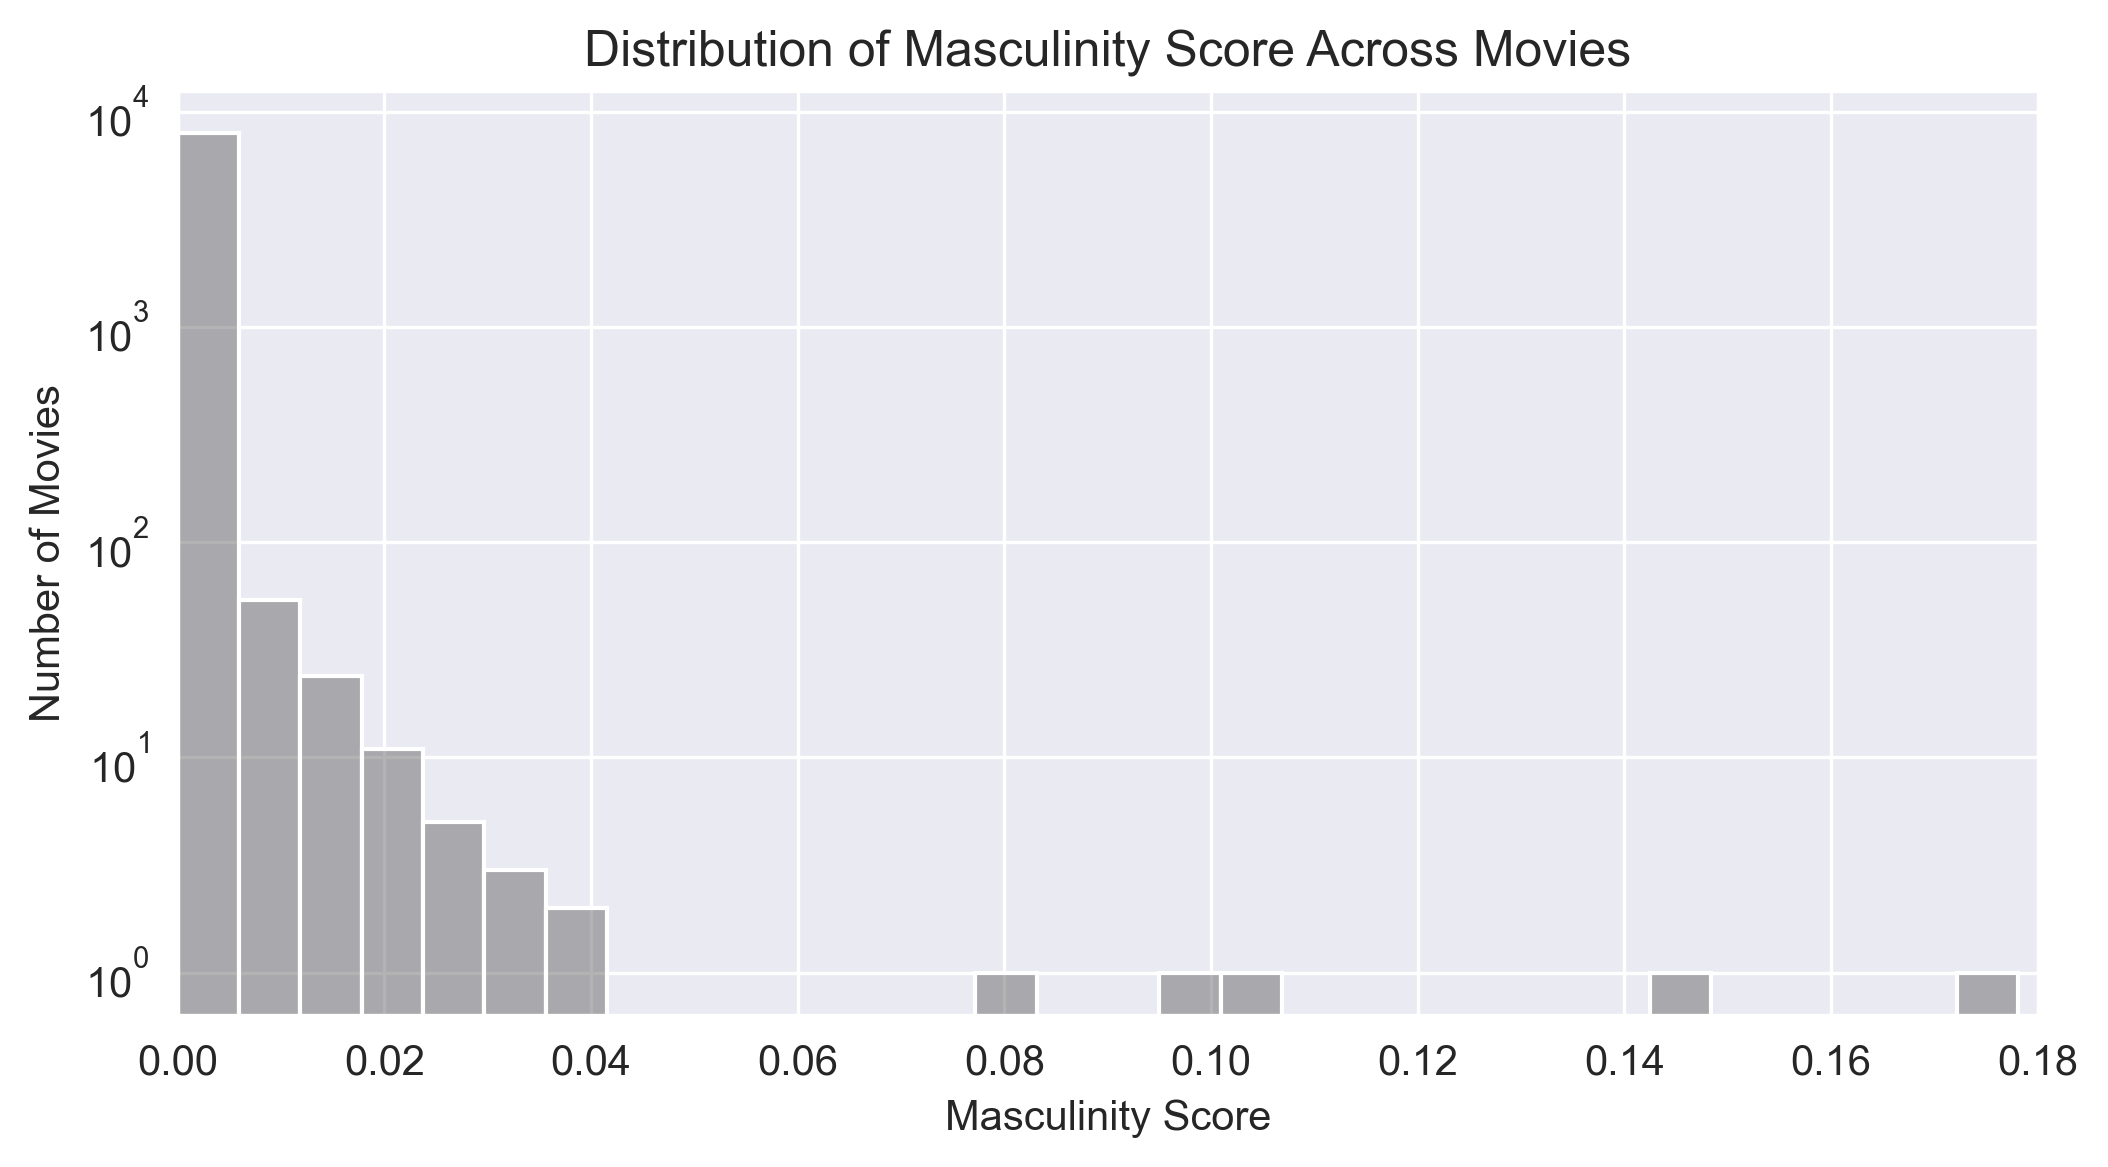 Distribution of Masculinity Score Across Movies
10^4
10^3
10^2
10^1
10^0
Number of Movies
0.00 0.02 0.04 0.06 0.08 0.10 0.12 0.14 0.16 0.18
Masculinity Score